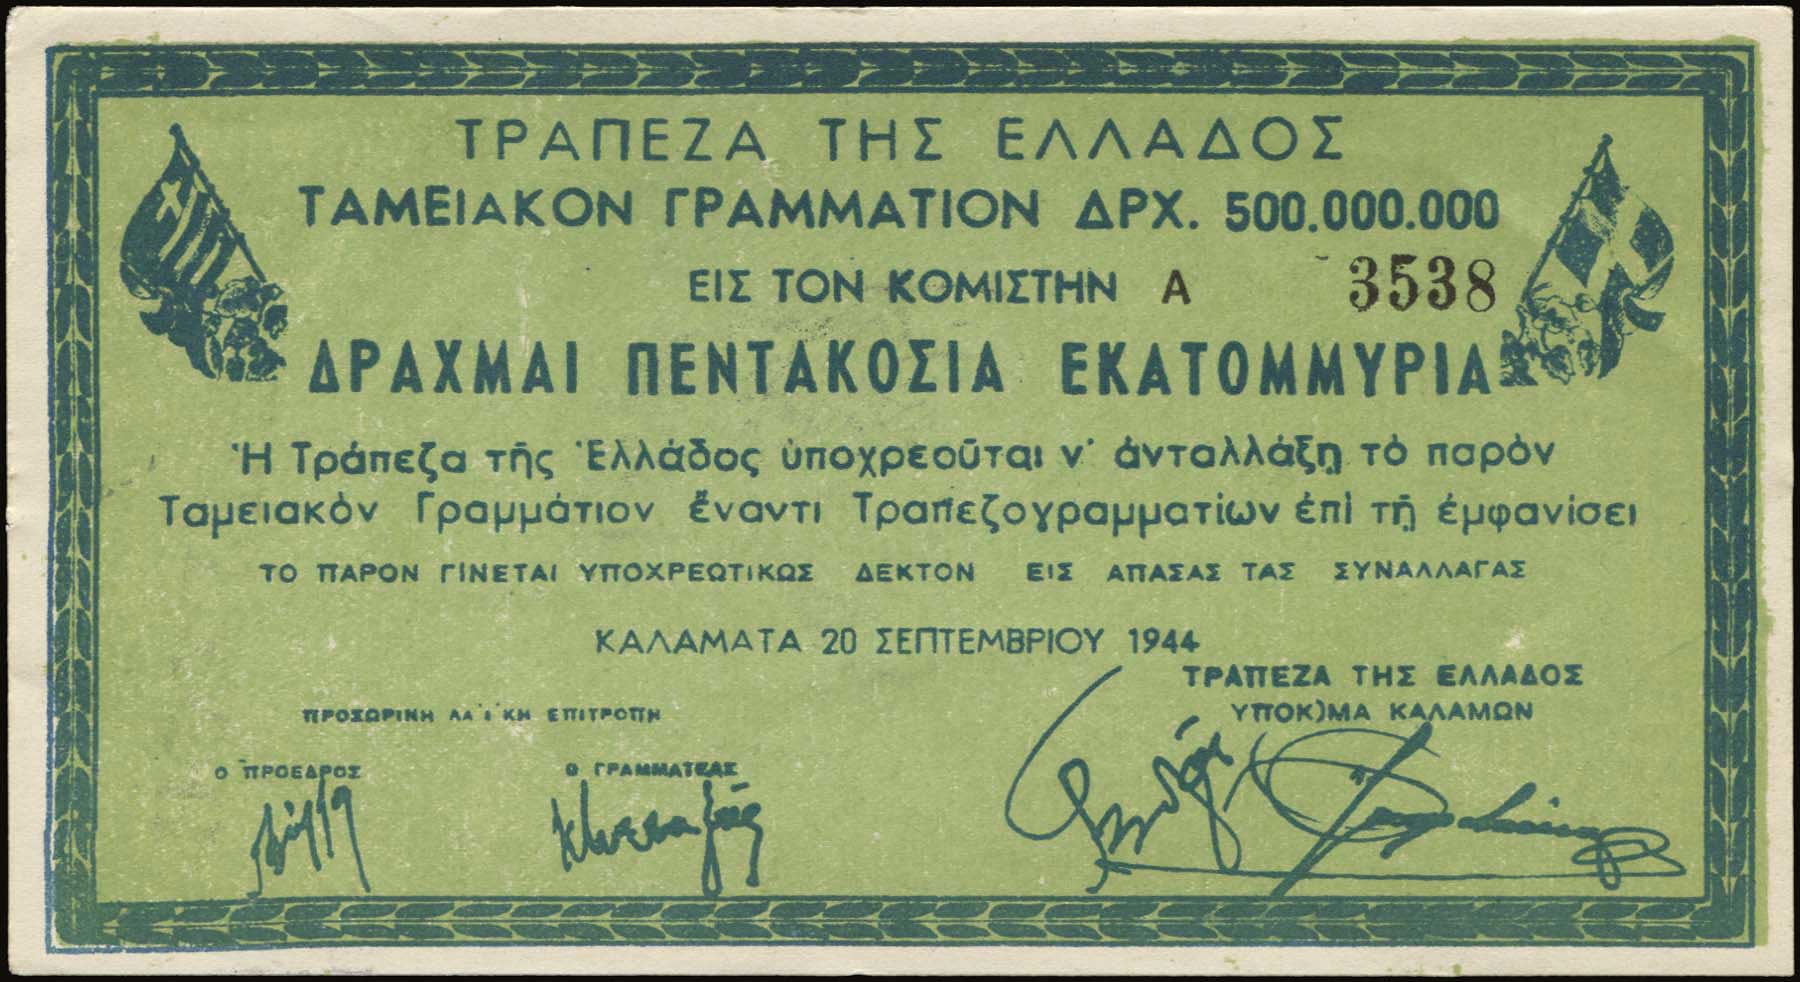 ΤΡΑΠΕΖΑ ΤΗΣ ΕΛΛΑΔΟΣ
ΤΑΜΕΙΑΚΟΝ ΓΡΑΜΜΑΤΙΟΝ ΔΡΧ. 500.000.000
ΕΙΣ ΤΟΝ ΚΟΜΙΣΤΗΝ Α 3538
ΔΡΑΧΜΑΙ ΠΕΝΤΑΚΟΣΙΑ ΕΚΑΤΟΜΜΥΡΙΑ
Ἡ Τράπεζα τῆς Ἑλλάδος ὑποχρεοῦται ν' ἀνταλλάξῃ τὸ παρὸν
Ταμειακὸν Γραμμάτιον ἔναντι Τραπεζογραμματίων ἐπὶ τῇ ἐμφανίσει
ΤΟ ΠΑΡΟΝ ΓΙΝΕΤΑΙ ΥΠΟΧΡΕΩΤΙΚΩΣ ΔΕΚΤΟΝ ΕΙΣ ΑΠΑΣΑΣ ΤΑΣ ΣΥΝΑΛΛΑΓΑΣ
ΚΑΛΑΜΑΤΑ 20 ΣΕΠΤΕΜΒΡΙΟΥ 1944
ΤΡΑΠΕΖΑ ΤΗΣ ΕΛΛΑΔΟΣ
ΥΠΟΚ)ΜΑ ΚΑΛΑΜΩΝ
ΠΡΟΣΩΡΙΝΗ ΛΑ'Ι'ΚΗ ΕΠΙΤΡΟΠΗ
Ο ΠΡΟΕΔΡΟΣ Ο ΓΡΑΜΜΑΤΕΑΣ